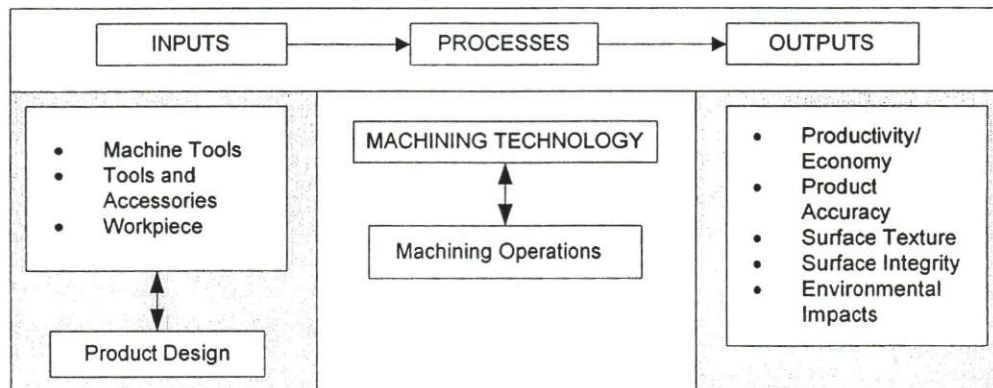 INPUTS
PROCESSES
OUTPUTS
• Machine Tools
• Tools and
Accessories
• Workpiece
Product Design
MACHINING TECHNOLOGY
Machining Operations
• Productivity/
Economy
• Product
Accuracy
• Surface Texture
• Surface Integrity
• Environmental
Impacts